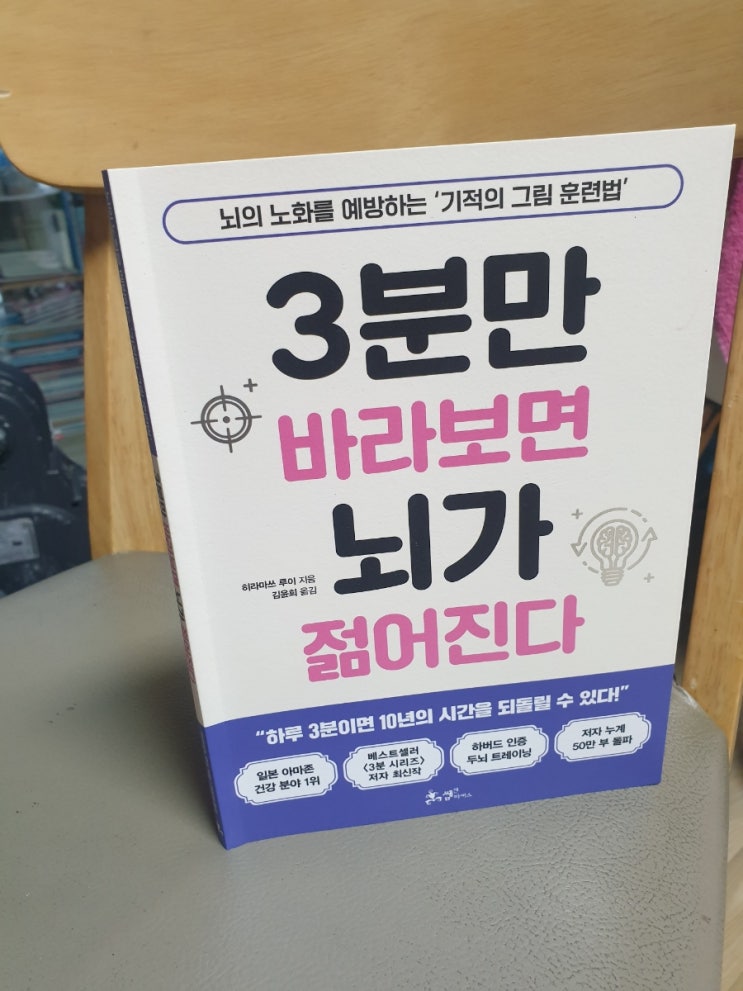 뇌의 노화를 예방하는 ‘기적의 그림 훈련법’
3분만
바라보면
뇌가
젊어진다
히라마쓰 루이 지음
김윤희 옮김
“하루 3분이면 10년의 시간을 되돌릴 수 있다!”
일본 아마존
건강 분야 1위
베스트셀러
〈3분 시리즈〉
저자 최신작
하버드 인증
두뇌 트레이닝
저자 누계
50만 부 돌파
쌤앤파커스